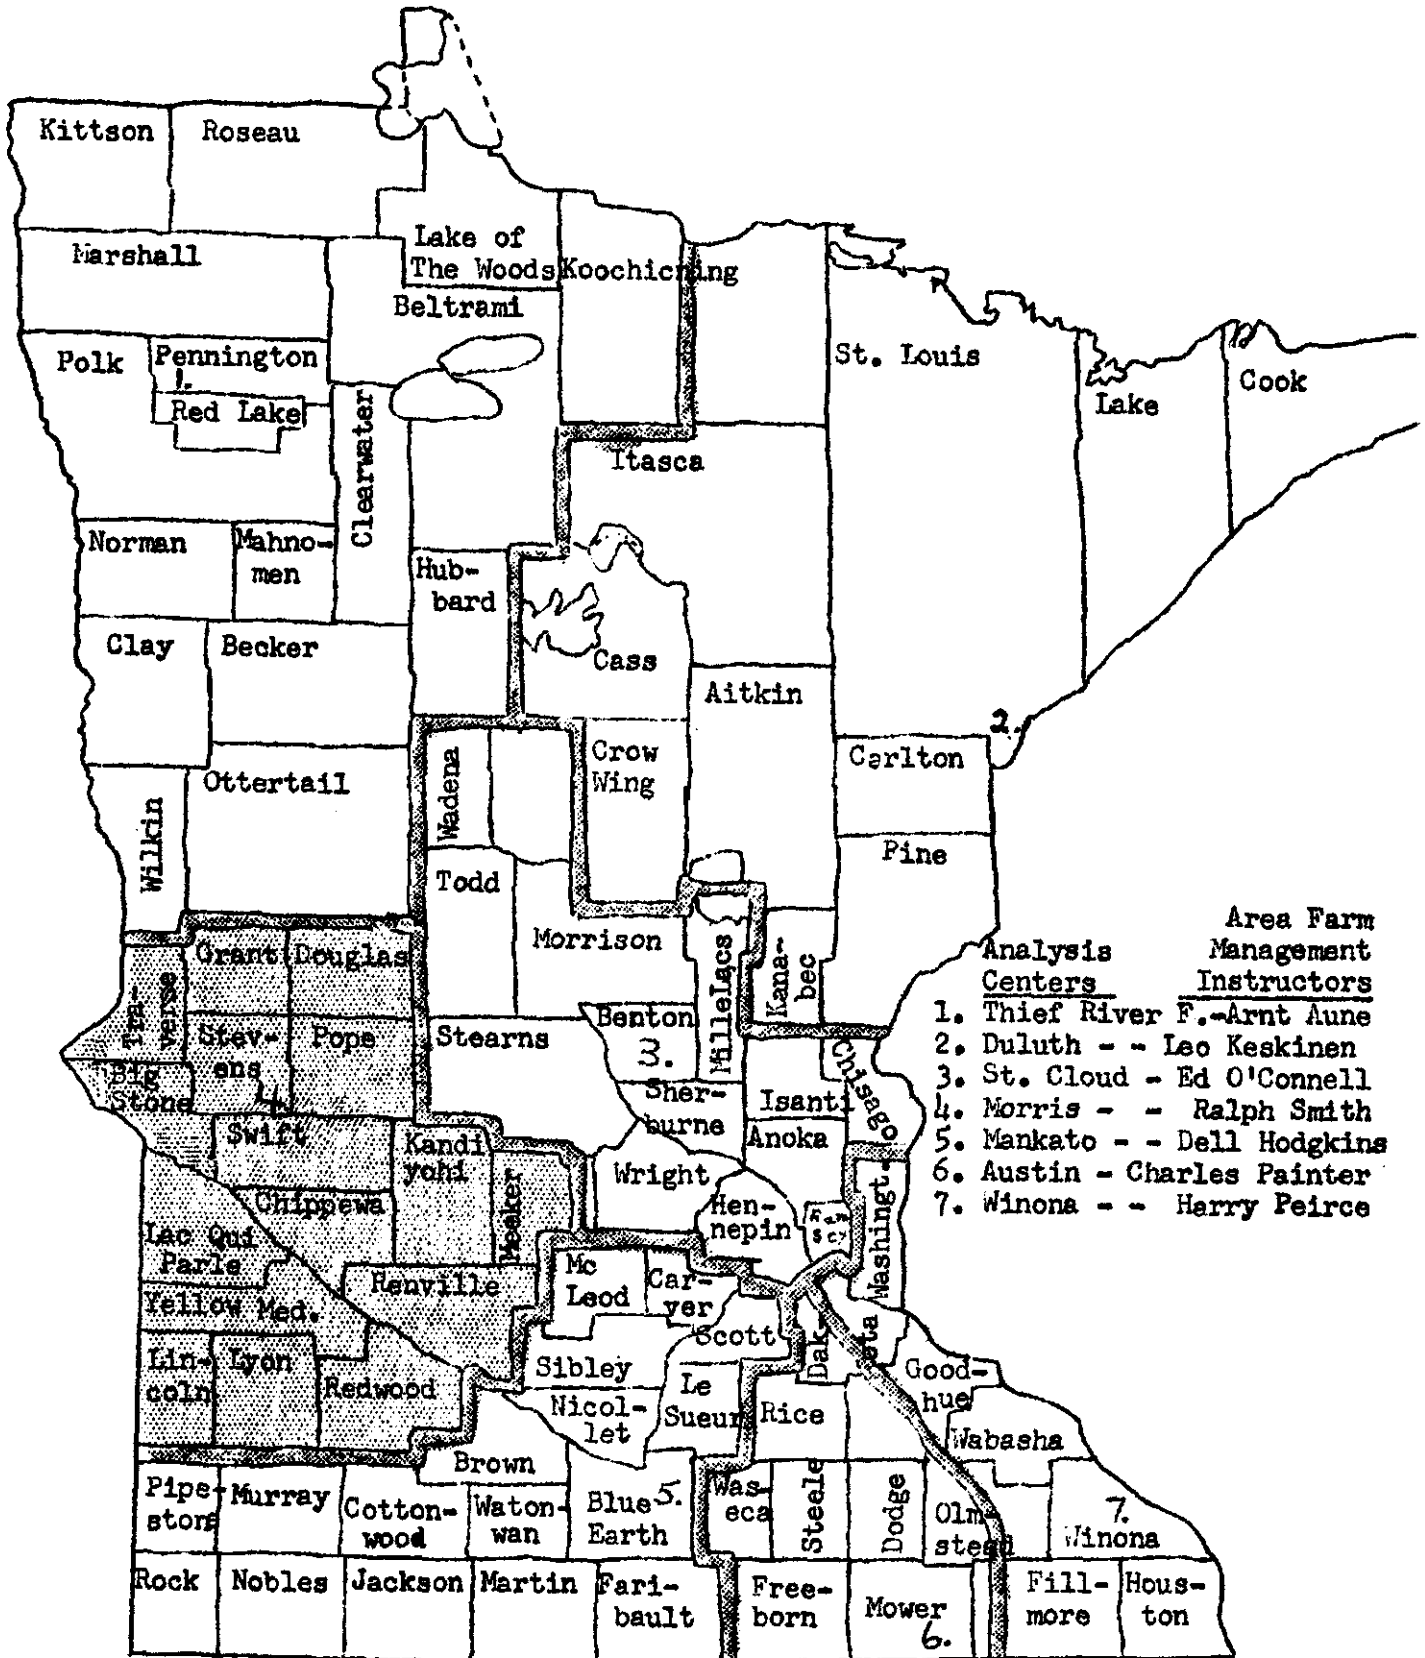 Kittson Roseau
Lake of
The Woods
Koochiching
Marshall
Beltrami
Polk
Pennington
1.
Red Lake
Clearwater
St. Louis
Lake
Cook
Itasca
Norman
Mahno-
men
Hub-
bard
Cass
Clay
Becker
Aitkin
2.
Ottertail
Wadena
Crow
Wing
Carlton
Wilkin
Todd
Pine
Morrison
Grant
Douglas
Tra-
verse
Mille Lacs
Kana-
bec
Stev-
ens
4
Pope
Stearns
Benton
3.
Big
Stone
Sher-
burne
Isanti
Chisago
Swift
Kandi
yohi
Anoka
Meeker
Wright
Chippewa
Hen-
nepin
Washingt.
Lac Qui
Parle
Renville
Mc
Leod
Car-
ver
Yellow Med.
Scott
Dak-
ota
Lin-
coln
Lyon
Redwood
Sibley
Le
Sueur
Good-
hue
Nicol-
let
Rice
Wabasha
Brown
Pipe-
stone
Murray
Cotton-
wood
Waton-
wan
Blue
Earth
5.
Was-
eca
Steele
Dodge
Olm-
stead
7.
Winona
Rock
Nobles
Jackson
Martin
Fari-
bault
Free-
born
Mower
6.
Fill-
more
Hous-
ton
Area Farm
Analysis Management
Centers Instructors
1. Thief River F.-Arnt Aune
2. Duluth - - Leo Keskinen
3. St. Cloud - Ed O'Connell
4. Morris - - Ralph Smith
5. Mankato - - Dell Hodgkins
6. Austin - Charles Painter
7. Winona - - Harry Peirce